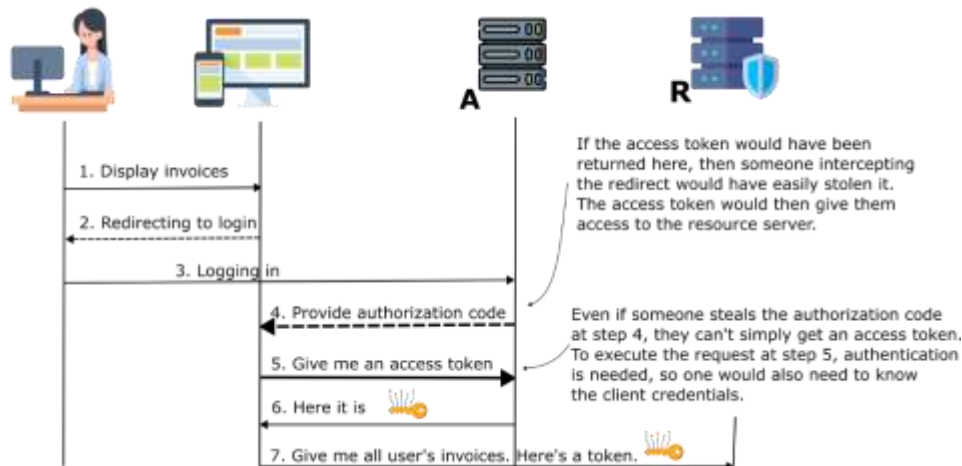 A
R
If the access token would have been
returned here, then someone intercepting
the redirect would have easily stolen it.
The access token would then give them
access to the resource server.
1. Display invoices
2. Redirecting to login
3. Logging in
4. Provide authorization code
Even if someone steals the authorization code
at step 4, they can't simply get an access token.
To execute the request at step 5, authentication
is needed, so one would also need to know
the client credentials.
5. Give me an access token
6. Here it is
7. Give me all user's invoices. Here's a token.